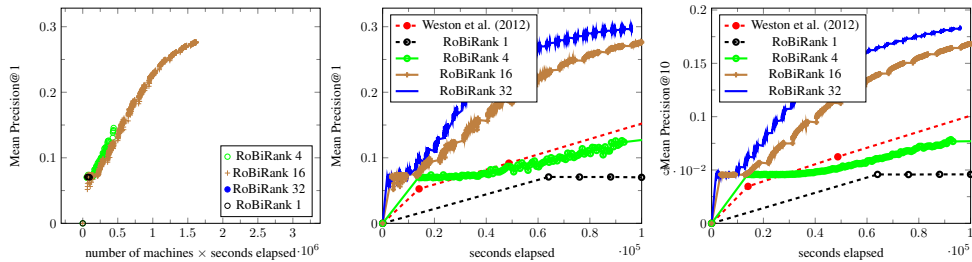 0.3
0.2
0.1
0
Mean Precision@1
0 0.5 1 1.5 2 2.5 3
number of machines × seconds elapsed ·10^6
RoBiRank 4
RoBiRank 16
RoBiRank 32
RoBiRank 1
0.3
0.2
0.1
0
Mean Precision@1
0 0.2 0.4 0.6 0.8 1
seconds elapsed ·10^5
Weston et al. (2012)
RoBiRank 1
RoBiRank 4
RoBiRank 16
RoBiRank 32
0.2
0.15
0.1
5 · 10^-2
0
Mean Precision@10
0 0.2 0.4 0.6 0.8 1
seconds elapsed ·10^5
Weston et al. (2012)
RoBiRank 1
RoBiRank 4
RoBiRank 16
RoBiRank 32